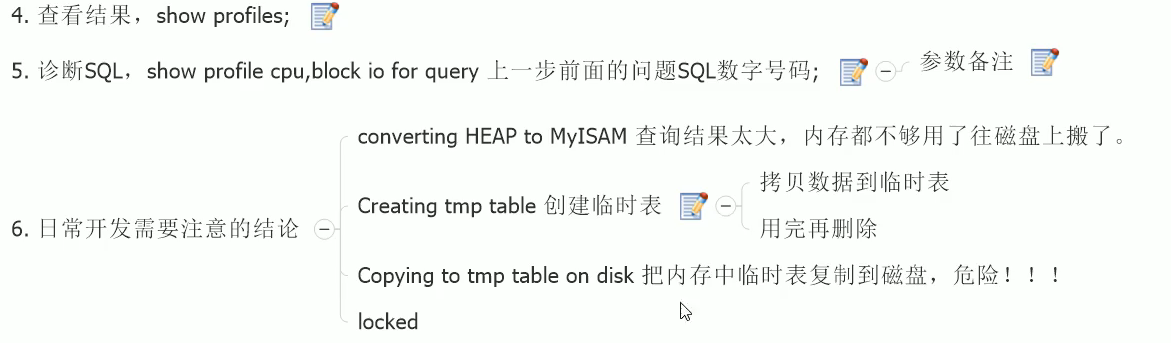 4. 查看结果，show profiles;
5. 诊断SQL，show profile cpu,block io for query 上一步前面的问题SQL数字号码;
参数备注
6. 日常开发需要注意的结论
converting HEAP to MyISAM 查询结果太大，内存都不够用了往磁盘上搬了。
Creating tmp table 创建临时表
拷贝数据到临时表
用完再删除
Copying to tmp table on disk 把内存中临时表复制到磁盘，危险！！！
locked